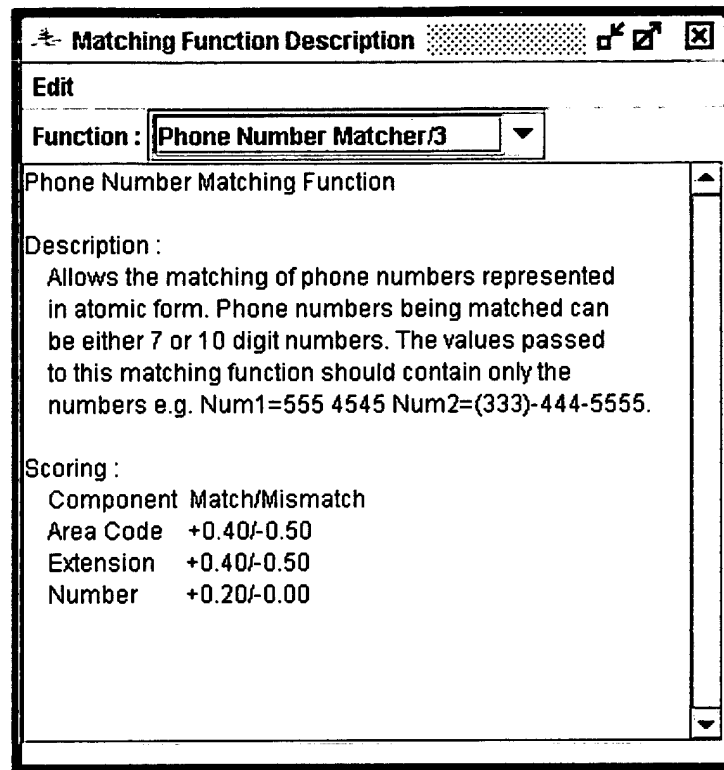 Matching Function Description
Edit
Function : Phone Number Matcher/3
Phone Number Matching Function
Description :
Allows the matching of phone numbers represented
in atomic form. Phone numbers being matched can
be either 7 or 10 digit numbers. The values passed
to this matching function should contain only the
numbers e.g. Num1=555 4545 Num2=(333)-444-5555.
Scoring :
Component Match/Mismatch
Area Code +0.40/-0.50
Extension +0.40/-0.50
Number +0.20/-0.00